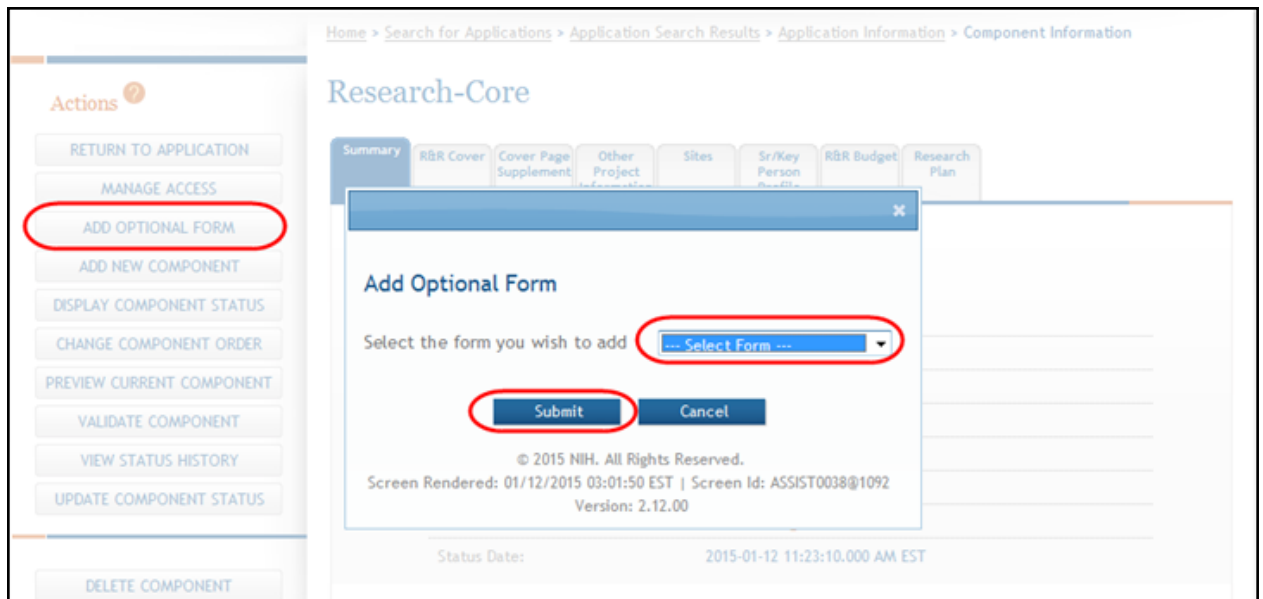 Home > Search for Applications > Application Search Results > Application Information > Component Information
Actions ?
RETURN TO APPLICATION
MANAGE ACCESS
ADD OPTIONAL FORM
ADD NEW COMPONENT
DISPLAY COMPONENT STATUS
CHANGE COMPONENT ORDER
PREVIEW CURRENT COMPONENT
VALIDATE COMPONENT
VIEW STATUS HISTORY
UPDATE COMPONENT STATUS
DELETE COMPONENT
Research-Core
Summary
R&R Cover
Cover Page
Supplement
Other
Project
Information
Sites
Sr/Key
Person
Profile
R&R Budget
Research
Plan
×
Add Optional Form
Select the form you wish to add
--- Select Form ---
Submit
Cancel
© 2015 NIH. All Rights Reserved.
Screen Rendered: 01/12/2015 03:01:50 EST | Screen Id: ASSIST0038@1092
Version: 2.12.00
Status Date: 2015-01-12 11:23:10.000 AM EST